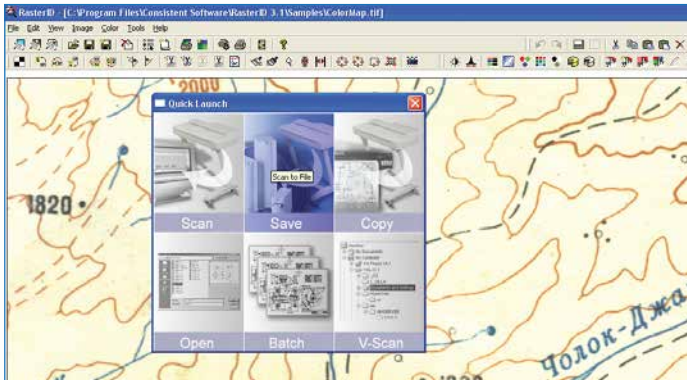 RasterID - [C:\Program Files\Consistent Software\RasterID 3.1\Samples\ColorMap.tif]
File Edit View Image Color Tools Help
2000
Quick Launch
1820
Scan to File
Scan Save Copy
Open Batch V-Scan
Чолок-Джа